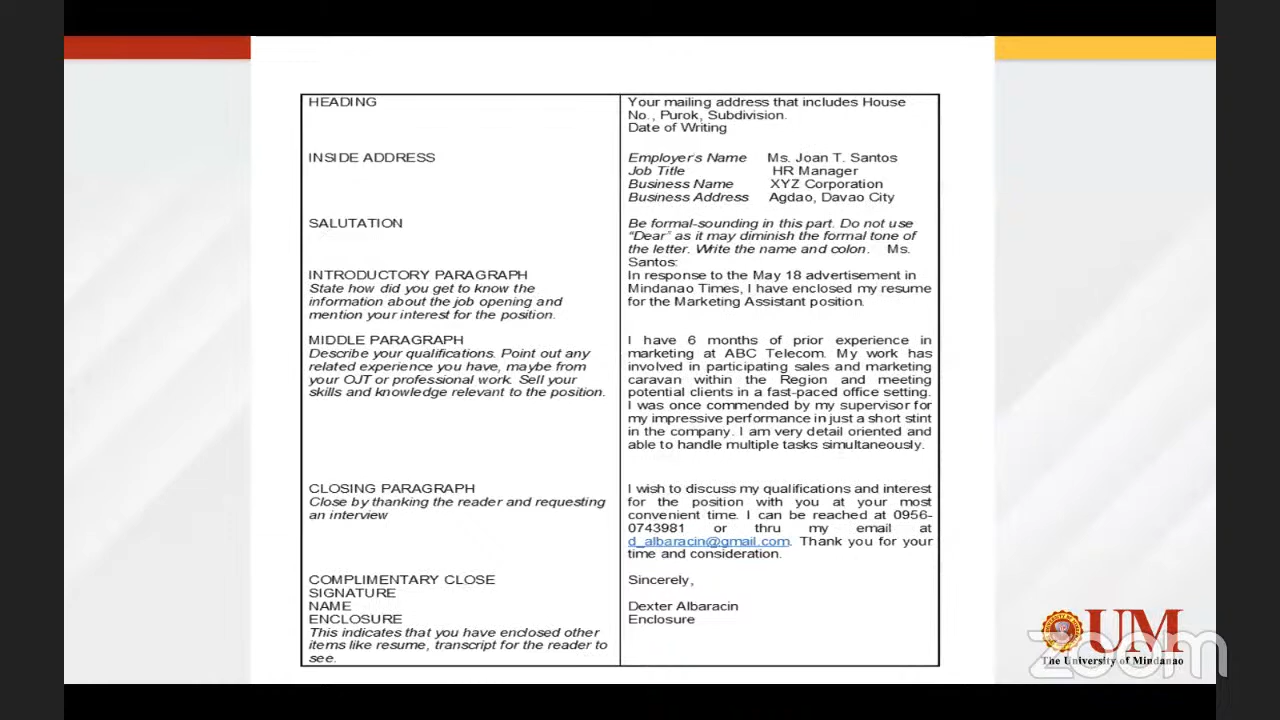 HEADING
Your mailing address that includes House
No., Purok, Subdivision.
Date of Writing
INSIDE ADDRESS
Employer's Name Ms. Joan T. Santos
Job Title HR Manager
Business Name XYZ Corporation
Business Address Agdao, Davao City
SALUTATION
Be formal-sounding in this part. Do not use
"Dear" as it may diminish the formal tone of
the letter. Write the name and colon. Ms.
Santos:
INTRODUCTORY PARAGRAPH
State how did you get to know the
information about the job opening and
mention your interest for the position.
In response to the May 18 advertisement in
Mindanao Times, I have enclosed my resume
for the Marketing Assistant position.
MIDDLE PARAGRAPH
Describe your qualifications. Point out any
related experience you have, maybe from
your OJT or professional work. Sell your
skills and knowledge relevant to the position.
I have 6 months of prior experience in
marketing at ABC Telecom. My work has
involved in participating sales and marketing
caravan within the Region and meeting
potential clients in a fast-paced office setting.
I was once commended by my supervisor for
my impressive performance in just a short stint
in the company. I am very detail oriented and
able to handle multiple tasks simultaneously.
CLOSING PARAGRAPH
Close by thanking the reader and requesting
an interview
I wish to discuss my qualifications and interest
for the position with you at your most
convenient time. I can be reached at 0956-
0743981 or thru my email at
d_albaracin@gmail.com. Thank you for your
time and consideration.
COMPLIMENTARY CLOSE
SIGNATURE
NAME
ENCLOSURE
This indicates that you have enclosed other
items like resume, transcript for the reader to
see.
Sincerely,
Dexter Albaracin
Enclosure
UM
The University of Mindanao
zoom